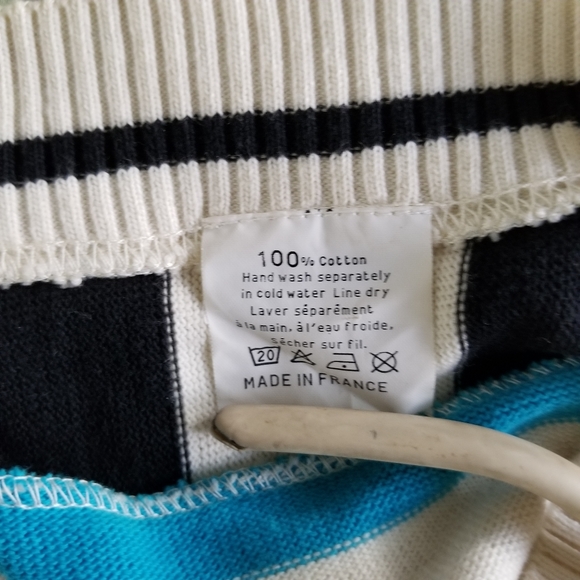 100% Cotton
Hand wash separately
in cold water Line dry
Laver séparément
à la main, à l'eau froide,
sécher sur fil.
20
MADE IN FRANCE